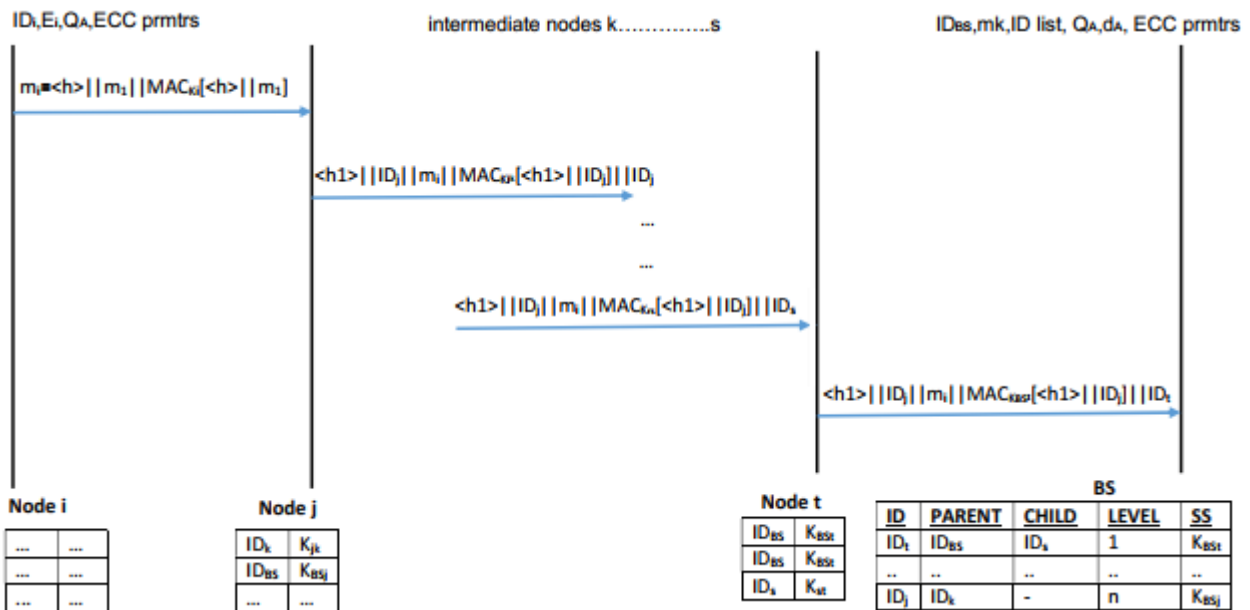 IDi,Ei,QA,ECC prmtrs
intermediate nodes k…………..s
IDBS,mk,ID list, QA,dA, ECC prmtrs
mi=<h>||m1||MACKi[<h>||m1]
<h1>||IDj||mi||MACKjk[<h1>||IDj]||IDj
...
...
<h1>||IDj||mi||MACKst[<h1>||IDj]||IDs
<h1>||IDj||mi||MACKBSt[<h1>||IDj]||IDt
Node i
... ...
... ...
... ...
Node j
IDk Kjk
IDBS KBSj
... ...
Node t
IDBS KBSt
IDBS KBSt
IDs Kst
BS
ID PARENT CHILD LEVEL SS
IDt IDBS IDs 1 KBSt
.. .. .. .. ..
IDj IDk - n KBSj